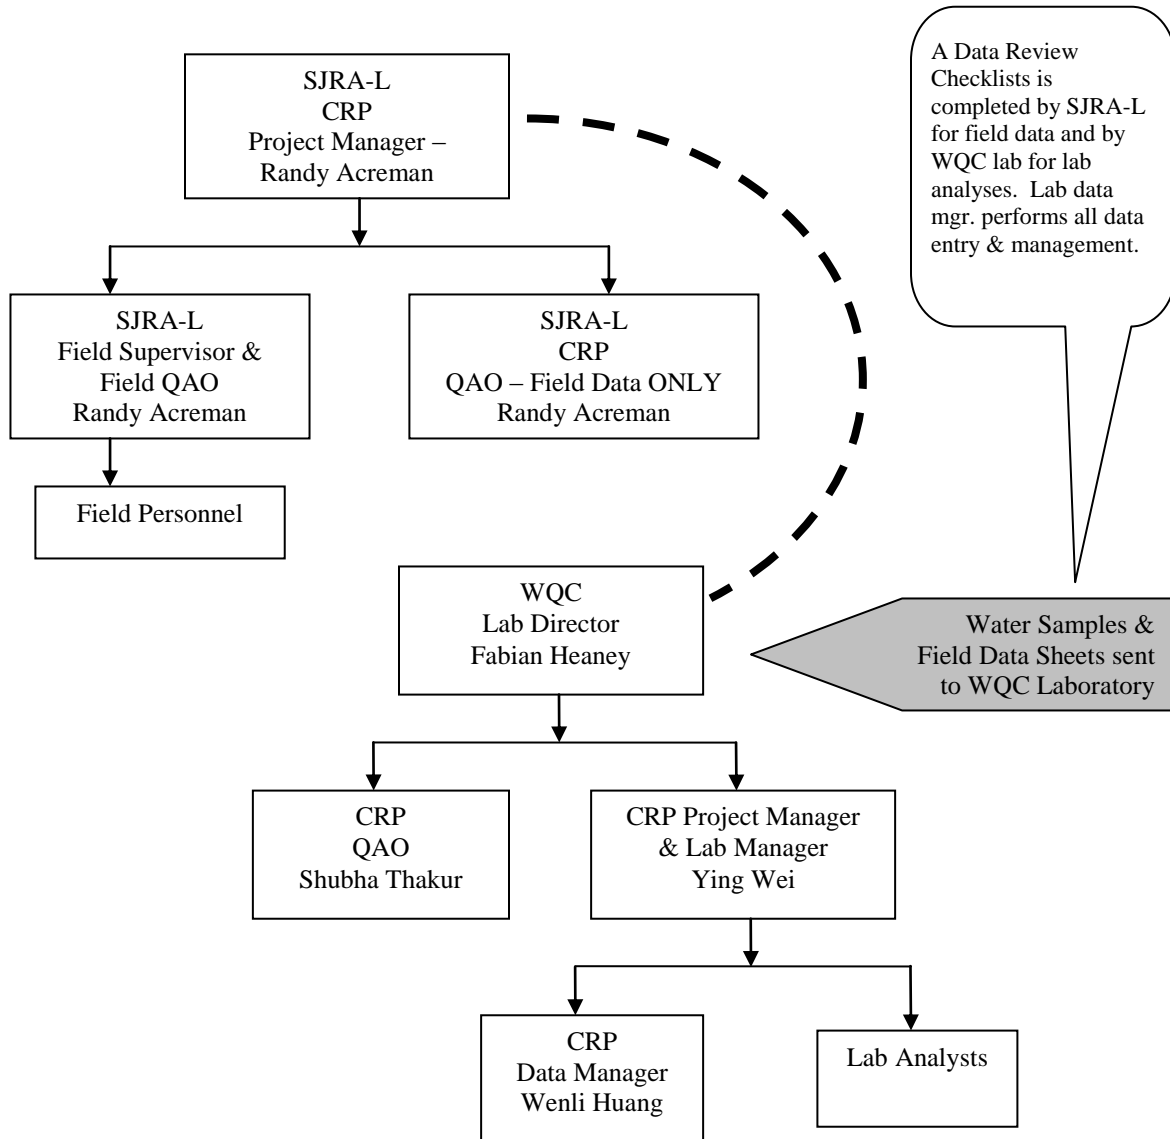 SJRA-L
CRP
Project Manager –
Randy Acreman
A Data Review
Checklists is
completed by SJRA-L
for field data and by
WQC lab for lab
analyses. Lab data
mgr. performs all data
entry & management.
SJRA-L
Field Supervisor &
Field QAO
Randy Acreman
SJRA-L
CRP
QAO – Field Data ONLY
Randy Acreman
Field Personnel
WQC
Lab Director
Fabian Heaney
Water Samples &
Field Data Sheets sent
to WQC Laboratory
CRP
QAO
Shubha Thakur
CRP Project Manager
& Lab Manager
Ying Wei
CRP
Data Manager
Wenli Huang
Lab Analysts